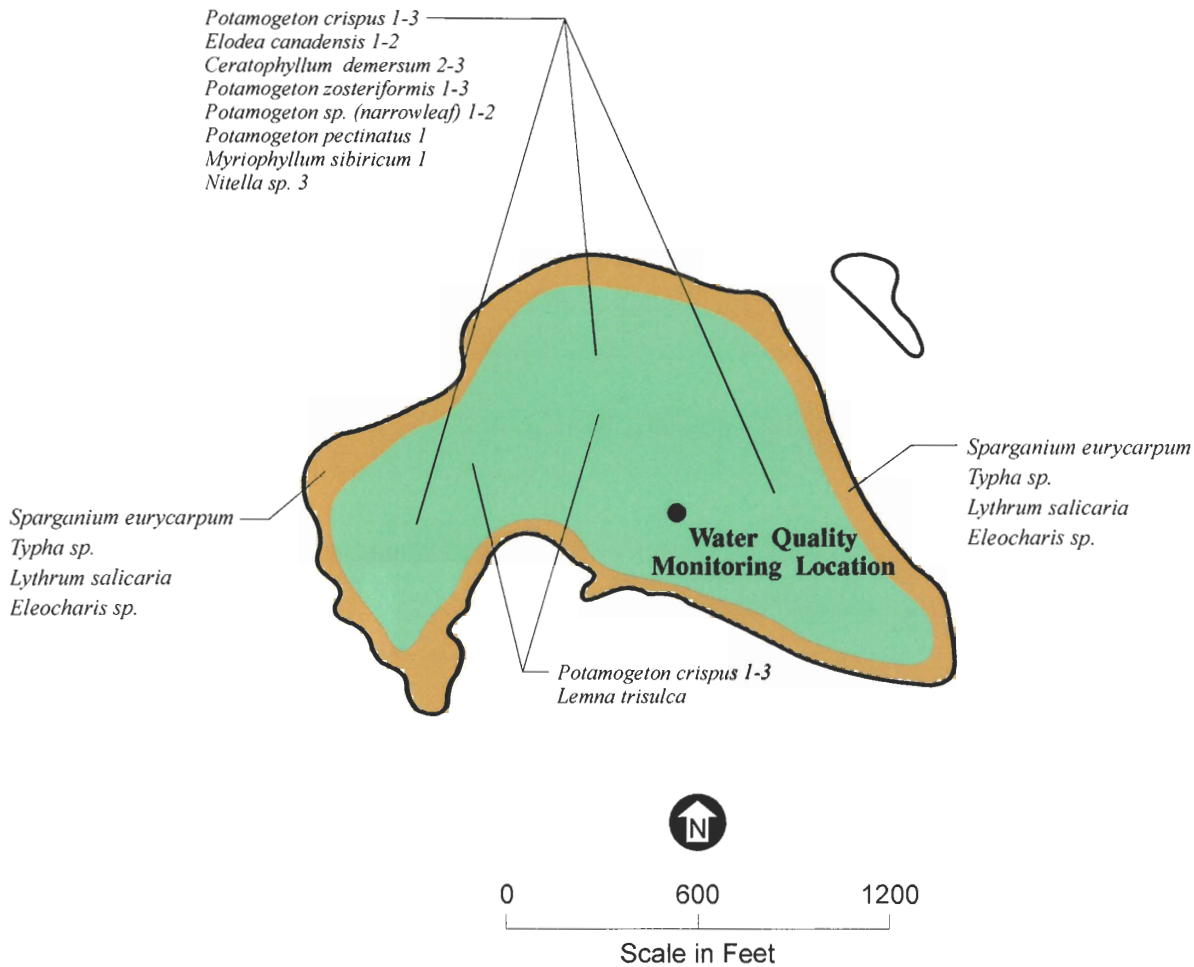 Potamogeton crispus 1-3
Elodea canadensis 1-2
Ceratophyllum demersum 2-3
Potamogeton zosteriformis 1-3
Potamogeton sp. (narrowleaf) 1-2
Potamogeton pectinatus 1
Myriophyllum sibiricum 1
Nitella sp. 3
Sparganium eurycarpum
Typha sp.
Lythrum salicaria
Eleocharis sp.
Sparganium eurycarpum
Typha sp.
Lythrum salicaria
Eleocharis sp.
Water Quality
Monitoring Location
Potamogeton crispus 1-3
Lemna trisulca
N
0 600 1200
Scale in Feet